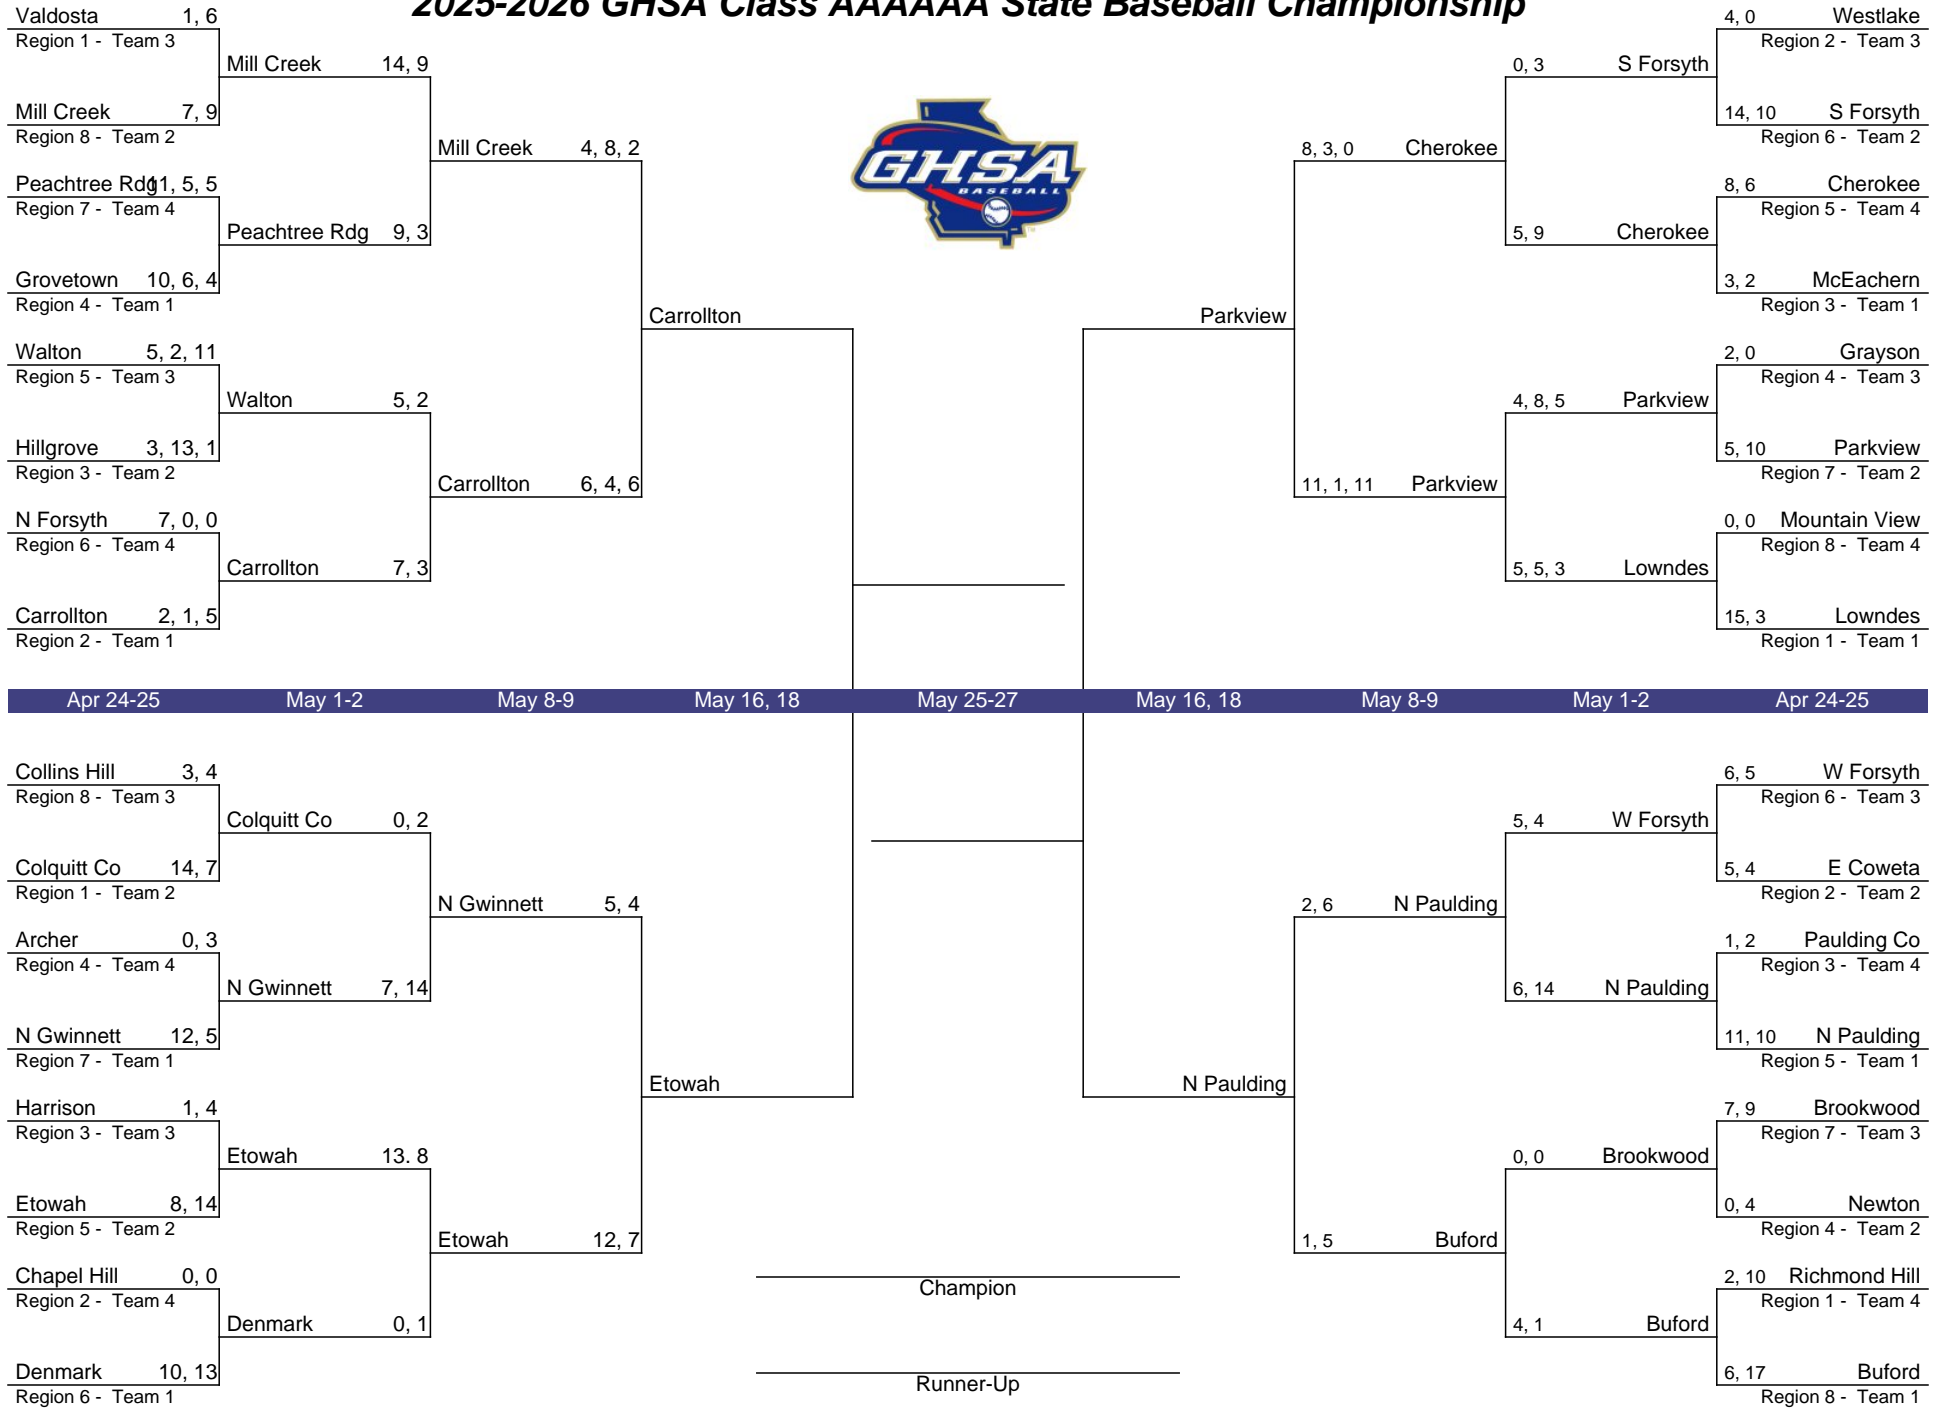 2025-2026 GHSA Class AAAAAA State Baseball Championship
Valdosta 1, 6
Region 1 - Team 3
Mill Creek 7, 9
Region 8 - Team 2
Peachtree Rdg 11, 5, 5
Region 7 - Team 4
Grovetown 10, 6, 4
Region 4 - Team 1
Walton 5, 2, 11
Region 5 - Team 3
Hillgrove 3, 13, 1
Region 3 - Team 2
N Forsyth 7, 0, 0
Region 6 - Team 4
Carrollton 2, 1, 5
Region 2 - Team 1
Mill Creek 14, 9
Peachtree Rdg 9, 3
Walton 5, 2
Carrollton 7, 3
Mill Creek 4, 8, 2
Carrollton 6, 4, 6
Carrollton
GHSA
BASEBALL
Parkview
8, 3, 0 Cherokee
11, 1, 11 Parkview
0, 3 S Forsyth
5, 9 Cherokee
4, 8, 5 Parkview
5, 5, 3 Lowndes
4, 0 Westlake
Region 2 - Team 3
14, 10 S Forsyth
Region 6 - Team 2
8, 6 Cherokee
Region 5 - Team 4
3, 2 McEachern
Region 3 - Team 1
2, 0 Grayson
Region 4 - Team 3
5, 10 Parkview
Region 7 - Team 2
0, 0 Mountain View
Region 8 - Team 4
15, 3 Lowndes
Region 1 - Team 1
Apr 24-25 May 1-2 May 8-9 May 16, 18 May 25-27 May 16, 18 May 8-9 May 1-2 Apr 24-25
Collins Hill 3, 4
Region 8 - Team 3
Colquitt Co 14, 7
Region 1 - Team 2
Archer 0, 3
Region 4 - Team 4
N Gwinnett 12, 5
Region 7 - Team 1
Harrison 1, 4
Region 3 - Team 3
Etowah 8, 14
Region 5 - Team 2
Chapel Hill 0, 0
Region 2 - Team 4
Denmark 10, 13
Region 6 - Team 1
Colquitt Co 0, 2
N Gwinnett 7, 14
Etowah 13. 8
Denmark 0, 1
N Gwinnett 5, 4
Etowah 12, 7
Etowah
Champion
Runner-Up
N Paulding
2, 6 N Paulding
1, 5 Buford
5, 4 W Forsyth
6, 14 N Paulding
0, 0 Brookwood
4, 1 Buford
6, 5 W Forsyth
Region 6 - Team 3
5, 4 E Coweta
Region 2 - Team 2
1, 2 Paulding Co
Region 3 - Team 4
11, 10 N Paulding
Region 5 - Team 1
7, 9 Brookwood
Region 7 - Team 3
0, 4 Newton
Region 4 - Team 2
2, 10 Richmond Hill
Region 1 - Team 4
6, 17 Buford
Region 8 - Team 1